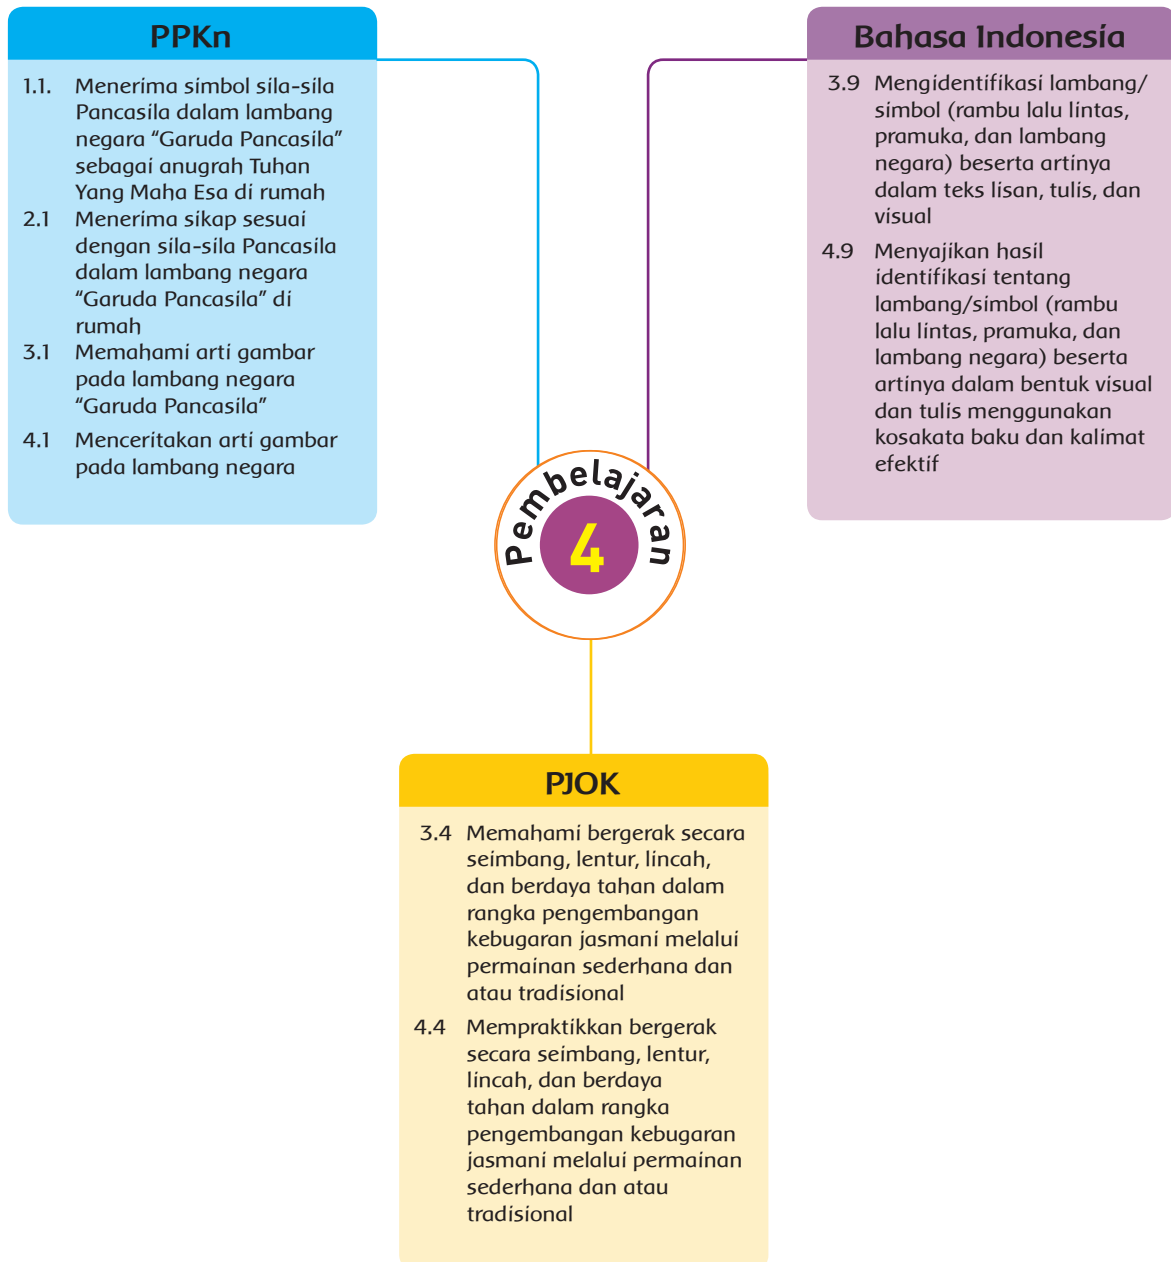 PPKn
1.1. Menerima simbol sila-sila
Pancasila dalam lambang
negara “Garuda Pancasila”
sebagai anugrah Tuhan
Yang Maha Esa di rumah
2.1 Menerima sikap sesuai
dengan sila-sila Pancasila
dalam lambang negara
“Garuda Pancasila” di
rumah
3.1 Memahami arti gambar
pada lambang negara
“Garuda Pancasila”
4.1 Menceritakan arti gambar
pada lambang negara
Bahasa Indonesia
3.9 Mengidentifikasi lambang/
simbol (rambu lalu lintas,
pramuka, dan lambang
negara) beserta artinya
dalam teks lisan, tulis, dan
visual
4.9 Menyajikan hasil
identifikasi tentang
lambang/simbol (rambu
lalu lintas, pramuka, dan
lambang negara) beserta
artinya dalam bentuk visual
dan tulis menggunakan
kosakata baku dan kalimat
efektif
Pembelajaran
4
PJOK
3.4 Memahami bergerak secara
seimbang, lentur, lincah,
dan berdaya tahan dalam
rangka pengembangan
kebugaran jasmani melalui
permainan sederhana dan
atau tradisional
4.4 Mempraktikkan bergerak
secara seimbang, lentur,
lincah, dan berdaya
tahan dalam rangka
pengembangan kebugaran
jasmani melalui permainan
sederhana dan atau
tradisional